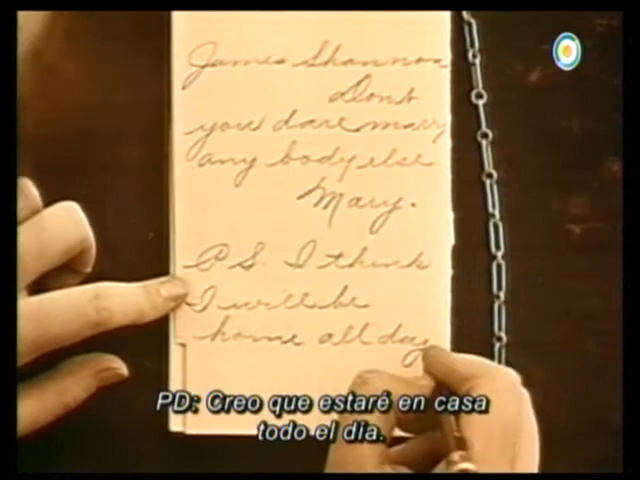 James Shannon
Dont
you dare marry
any body else
Mary.
P S. I think
I will be
home all day
PD: Creo que estaré en casa
todo el día.